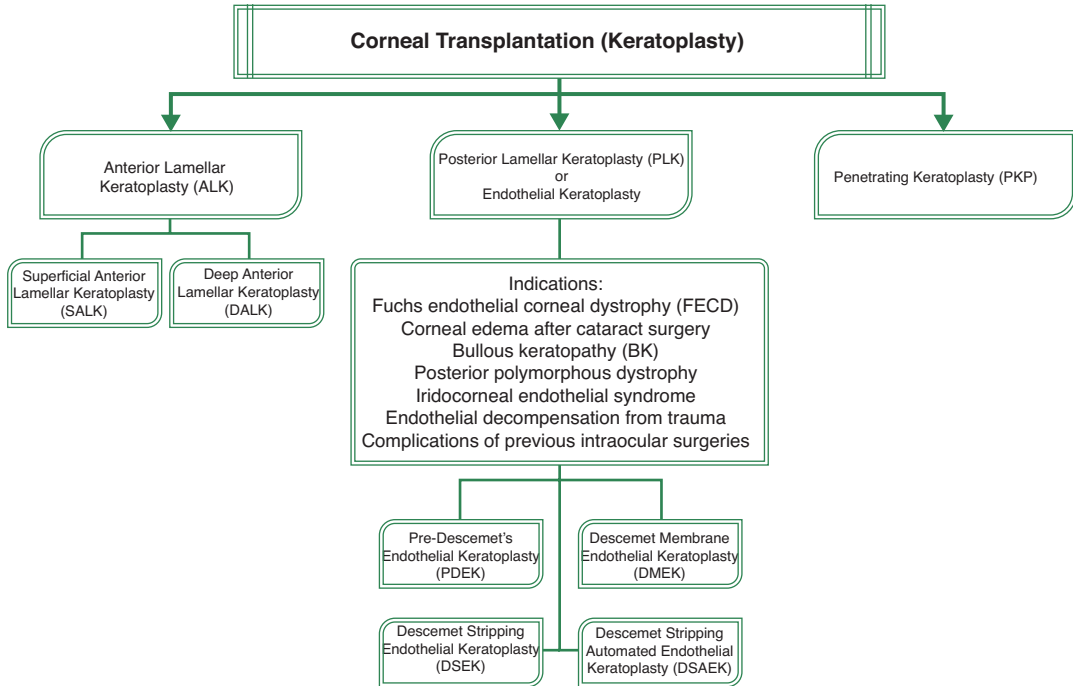 Corneal Transplantation (Keratoplasty)
Anterior Lamellar
Keratoplasty (ALK)
Posterior Lamellar Keratoplasty (PLK)
or
Endothelial Keratoplasty
Penetrating Keratoplasty (PKP)
Superficial Anterior
Lamellar Keratoplasty
(SALK)
Deep Anterior
Lamellar Keratoplasty
(DALK)
Indications:
Fuchs endothelial corneal dystrophy (FECD)
Corneal edema after cataract surgery
Bullous keratopathy (BK)
Posterior polymorphous dystrophy
Iridocorneal endothelial syndrome
Endothelial decompensation from trauma
Complications of previous intraocular surgeries
Pre-Descemet's
Endothelial Keratoplasty
(PDEK)
Descemet Membrane
Endothelial Keratoplasty
(DMEK)
Descemet Stripping
Endothelial Keratoplasty
(DSEK)
Descemet Stripping
Automated Endothelial
Keratoplasty (DSAEK)